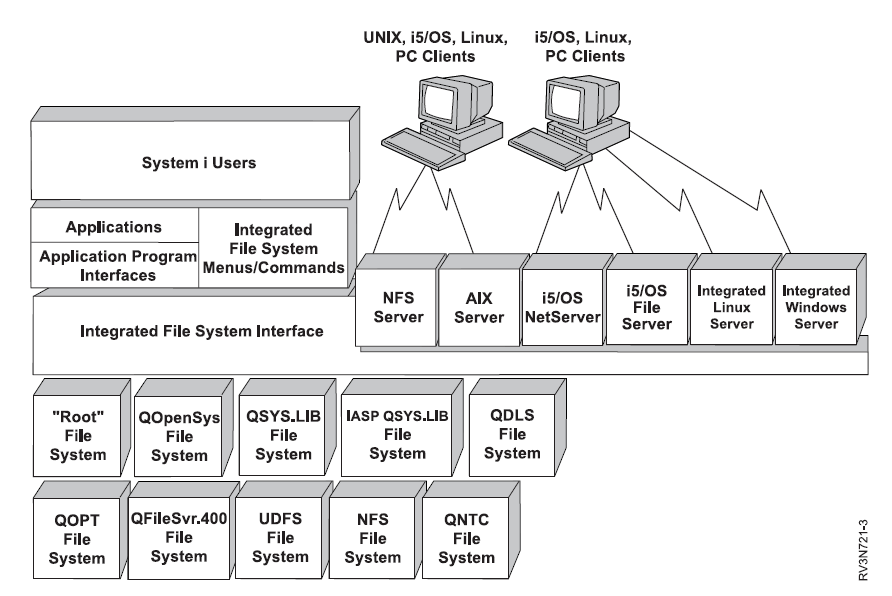 UNIX, i5/OS, Linux,
PC Clients
i5/OS, Linux,
PC Clients
System i Users
Applications
Application Program
Interfaces
Integrated
File System
Menus/Commands
Integrated File System Interface
NFS
Server
AIX
Server
i5/OS
NetServer
i5/OS
File
Server
Integrated
Linux
Server
Integrated
Windows
Server
"Root"
File
System
QOpenSys
File
System
QSYS.LIB
File
System
IASP QSYS.LIB
File
System
QDLS
File
System
QOPT
File
System
QFileSvr.400
File
System
UDFS
File
System
NFS
File
System
QNTC
File
System
RV3N721-3